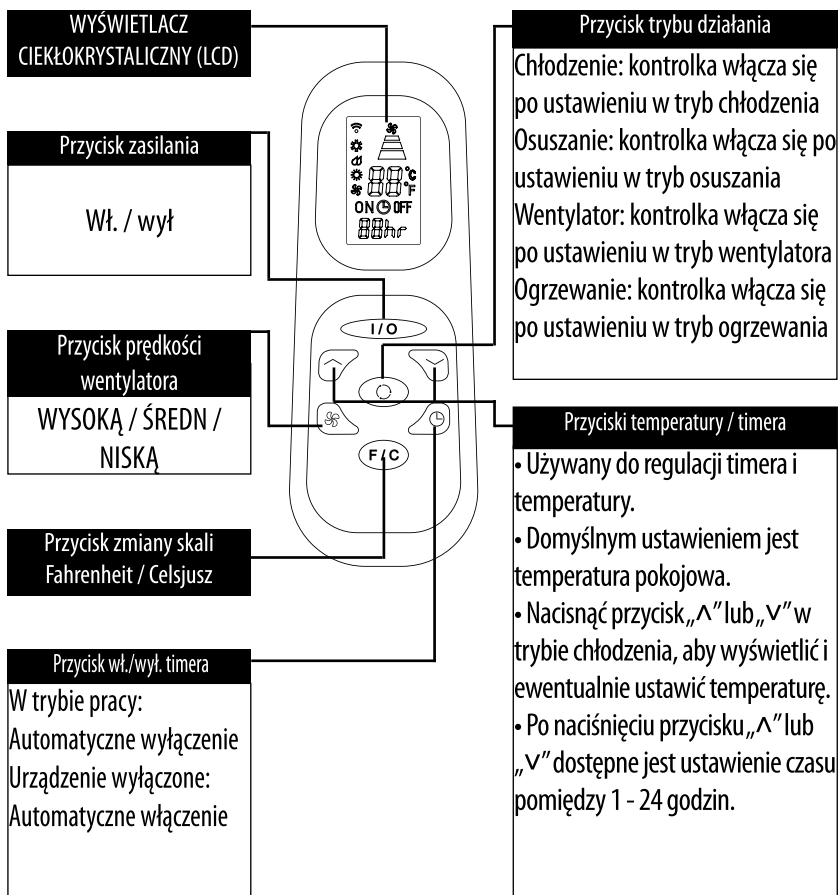 WYŚWIETLACZ
CIEKŁOKRYSTALICZNY (LCD)
Przycisk zasilania
Wł. / wył
Przycisk prędkości
wentylatora
WYSOKĄ / ŚREDN /
NISKĄ
Przycisk zmiany skali
Fahrenheit / Celsjusz
Przycisk wł./wył. timera
W trybie pracy:
Automatyczne wyłączenie
Urządzenie wyłączone:
Automatyczne włączenie
88°C
°F
ON OFF
88hr
I/O
F/C
Przycisk trybu działania
Chłodzenie: kontrolka włącza się
po ustawieniu w tryb chłodzenia
Osuszanie: kontrolka włącza się po
ustawieniu w tryb osuszania
Wentylator: kontrolka włącza się
po ustawieniu w tryb wentylatora
Ogrzewanie: kontrolka włącza się
po ustawieniu w tryb ogrzewania
Przyciski temperatury / timera
• Używany do regulacji timera i
temperatury.
• Domyślnym ustawieniem jest
temperatura pokojowa.
• Nacisnąć przycisk „Λ” lub „V” w
trybie chłodzenia, aby wyświetlić i
ewentualnie ustawić temperaturę.
• Po naciśnięciu przycisku „Λ” lub
„V” dostępne jest ustawienie czasu
pomiędzy 1 - 24 godzin.